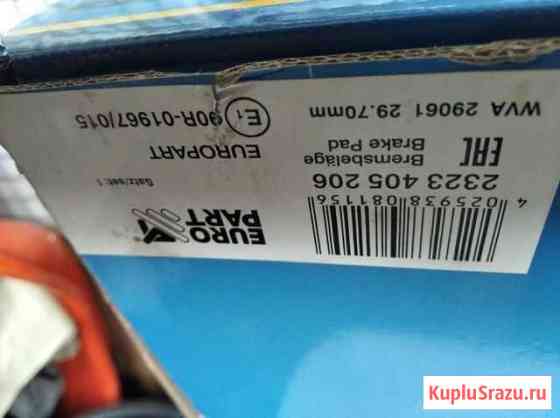 EURO
PART
4 025938 081156
2323 405 206
Satz/set: 1
Bremsbeläge
Brake Pad
EAC
EUROPART
WVA 29061 29.70mm
E1
90R-01967/015
KupluSrazu.ru